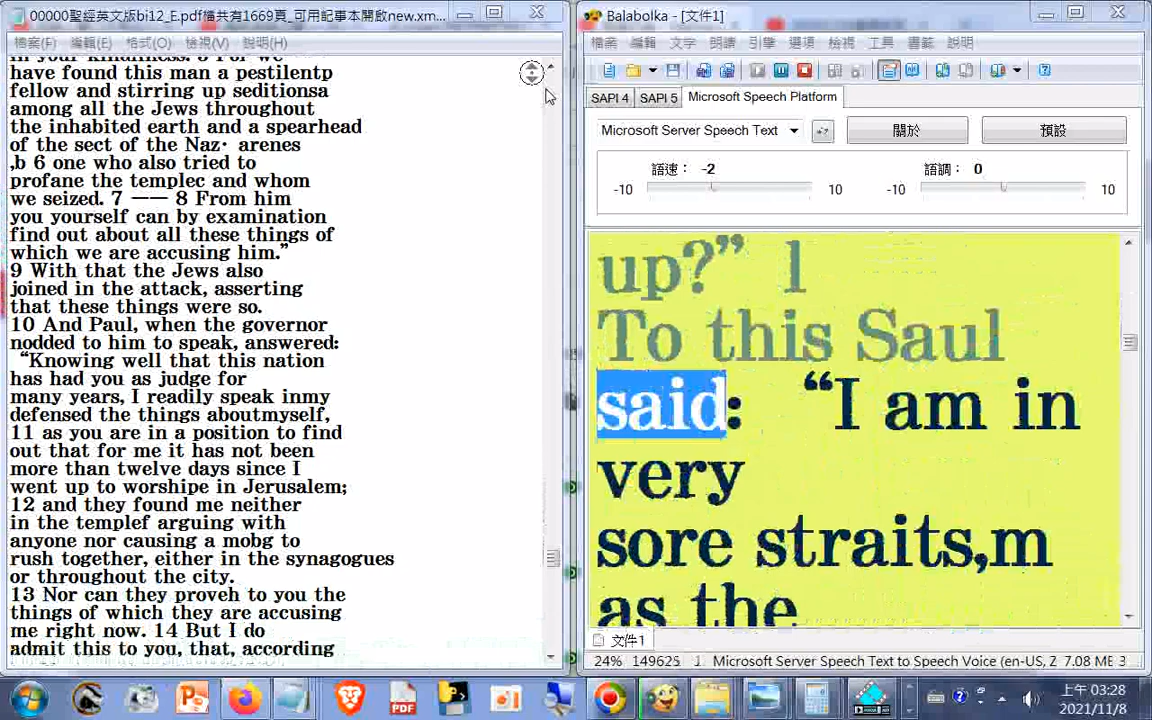 00000聖經英文版bi12_E.pdf檔共有1669頁_可用記事本開啟new.xm...
檔案(F) 編輯(E) 格式(O) 檢視(V) 說明(H)
in your kindliness. 5 For we
have found this man a pestilentp
fellow and stirring up seditionsa
among all the Jews throughout
the inhabited earth and a spearhead
of the sect of the Naz· arenes
,b 6 one who also tried to
profane the templec and whom
we seized. 7 —— 8 From him
you yourself can by examination
find out about all these things of
which we are accusing him.”
9 With that the Jews also
joined in the attack, asserting
that these things were so.
10 And Paul, when the governor
nodded to him to speak, answered:
“Knowing well that this nation
has had you as judge for
many years, I readily speak inmy
defensed the things aboutmyself,
11 as you are in a position to find
out that for me it has not been
more than twelve days since I
went up to worshipe in Jerusalem;
12 and they found me neither
in the templef arguing with
anyone nor causing a mobg to
rush together, either in the synagogues
or throughout the city.
13 Nor can they proveh to you the
things of which they are accusing
me right now. 14 But I do
admit this to you, that, according
Balabolka - [文件1]
檔案 編輯 文字 朗讀 引擎 選項 檢視 工具 書籤 說明
SAPI 4 SAPI 5 Microsoft Speech Platform
Microsoft Server Speech Text 關於 預設
語速: -2 語調: 0
-10 10 -10 10
up?” 1
To this Saul
said: “I am in
very
sore straits,m
as the
文件1
24% 149625 1 Microsoft Server Speech Text to Speech Voice (en-US, Z 7.08 MB 3
PDF
上午 03:28
2021/11/8